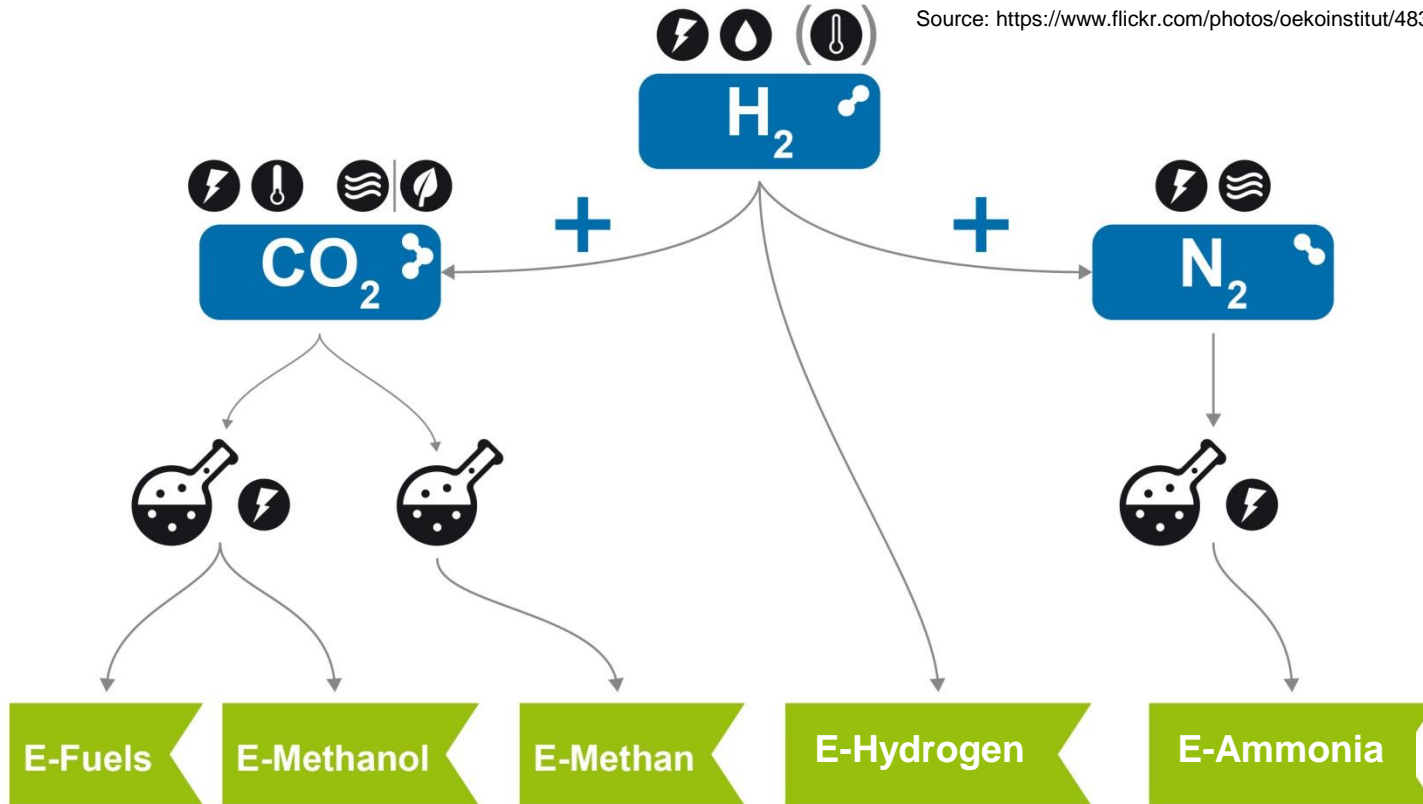 Source: https://www.flickr.com/photos/oekoinstitut/483
H2
CO2
N2
E-Fuels
E-Methanol
E-Methan
E-Hydrogen
E-Ammonia